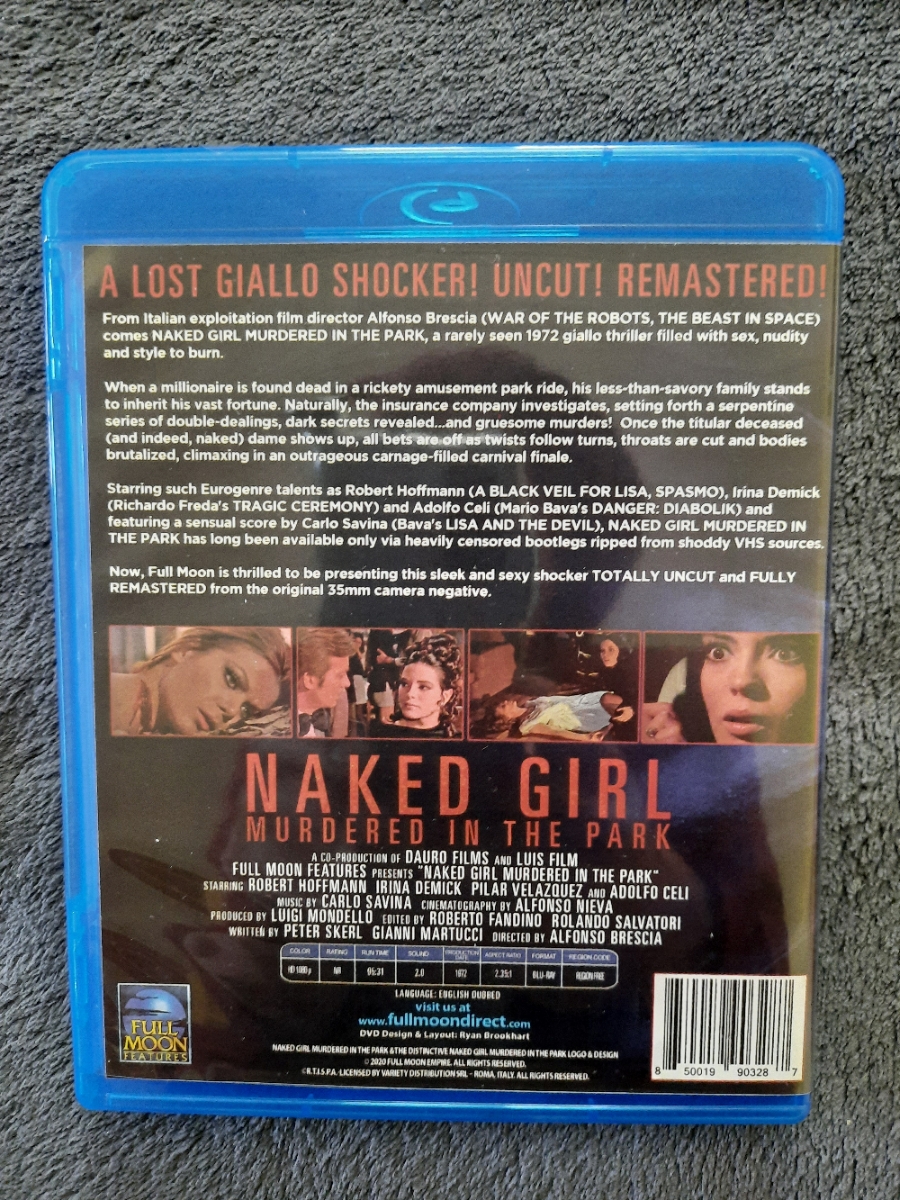 A LOST GIALLO SHOCKER! UNCUT! REMASTERED!
From Italian exploitation film director Alfonso Brescia (WAR OF THE ROBOTS, THE BEAST IN SPACE)
comes NAKED GIRL MURDERED IN THE PARK, a rarely seen 1972 giallo thriller filled with sex, nudity
and style to burn.
When a millionaire is found dead in a rickety amusement park ride, his less-than-savory family stands
to inherit his vast fortune. Naturally, the insurance company investigates, setting forth a serpentine
series of double-dealings, dark secrets revealed...and gruesome murders! Once the titular deceased
(and indeed, naked) dame shows up, all bets are off as twists follow turns, throats are cut and bodies
brutalized, climaxing in an outrageous carnage-filled carnival finale.
Starring such Eurogenre talents as Robert Hoffmann (A BLACK VEIL FOR LISA, SPASMO), Irina Demick
(Richardo Freda's TRAGIC CEREMONY) and Adolfo Celi (Mario Bava's DANGER: DIABOLIK) and
featuring a sensual score by Carlo Savina (Bava's LISA AND THE DEVIL), NAKED GIRL MURDERED IN
THE PARK has long been available only via heavily censored bootlegs ripped from shoddy VHS sources.
Now, Full Moon is thrilled to be presenting this sleek and sexy shocker TOTALLY UNCUT and FULLY
REMASTERED from the original 35mm camera negative.
NAKED GIRL
MURDERED IN THE PARK
A CO-PRODUCTION OF DAURO FILMS AND LUIS FILM
FULL MOON FEATURES PRESENTS "NAKED GIRL MURDERED IN THE PARK"
STARRING ROBERT HOFFMANN IRINA DEMICK PILAR VELAZQUEZ AND ADOLFO CELI
MUSIC BY CARLO SAVINA CINEMATOGRAPHY BY ALFONSO NIEVA
PRODUCED BY LUIGI MONDELLO EDITED BY ROBERTO FANDINO ROLANDO SALVATORI
WRITTEN BY PETER SKERL GIANNI MARTUCCI DIRECTED BY ALFONSO BRESCIA
COLOR RATING RUN TIME SOUND PRODUCTION DATE ASPECT RATIO FORMAT REGION CODE
HD 1080p NR 95:31 2.0 1972 2.35:1 BLU-RAY REGION FREE
LANGUAGE: ENGLISH DUBBED
visit us at
www.fullmoondirect.com
DVD Design & Layout: Ryan Brookhart
FULL
MOON
FEATURES
NAKED GIRL MURDERED IN THE PARK & THE DISTINCTIVE NAKED GIRL MURDERED IN THE PARK LOGO & DESIGN
© 2020 FULL MOON EMPIRE. ALL RIGHTS RESERVED.
©R.T.I.S.P.A.-LICENSED BY VARIETY DISTRIBUTION SRL - ROMA, ITALY. ALL RIGHTS RESERVED.
8 50019 90328 7